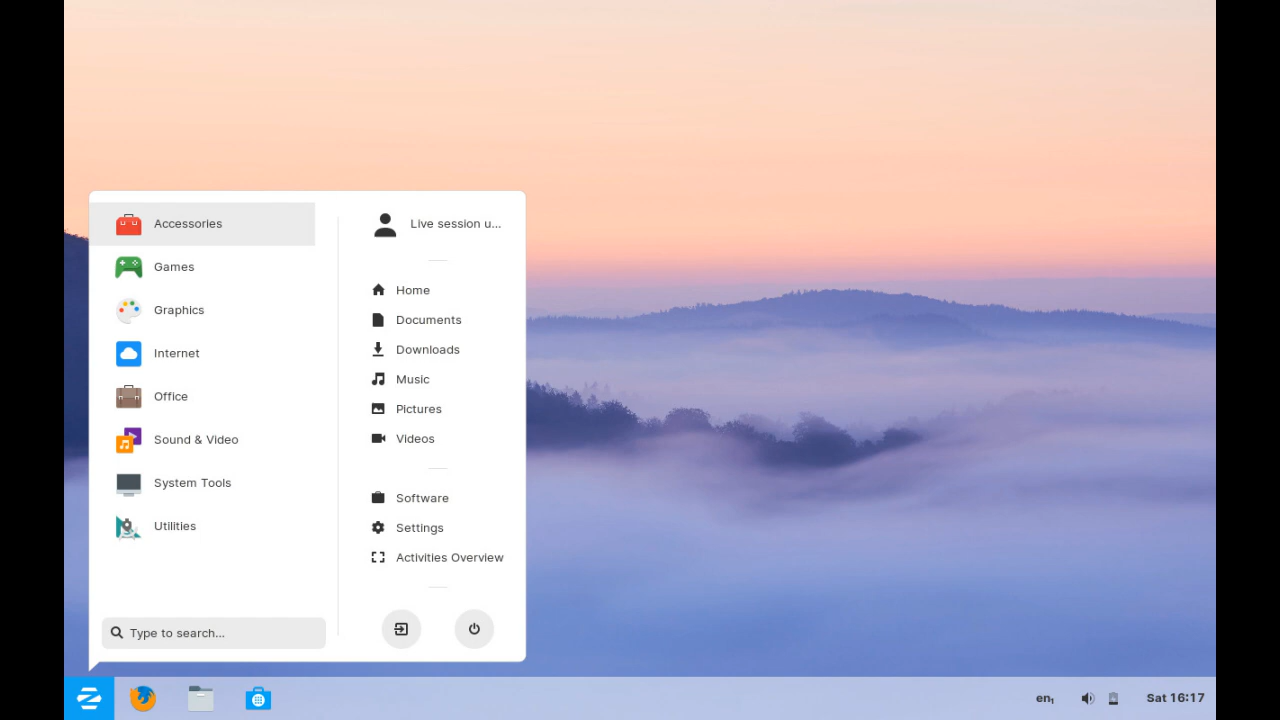 Accessories
Games
Graphics
Internet
Office
Sound & Video
System Tools
Utilities
Type to search...
Live session u...
Home
Documents
Downloads
Music
Pictures
Videos
Software
Settings
Activities Overview
en₁
Sat 16:17